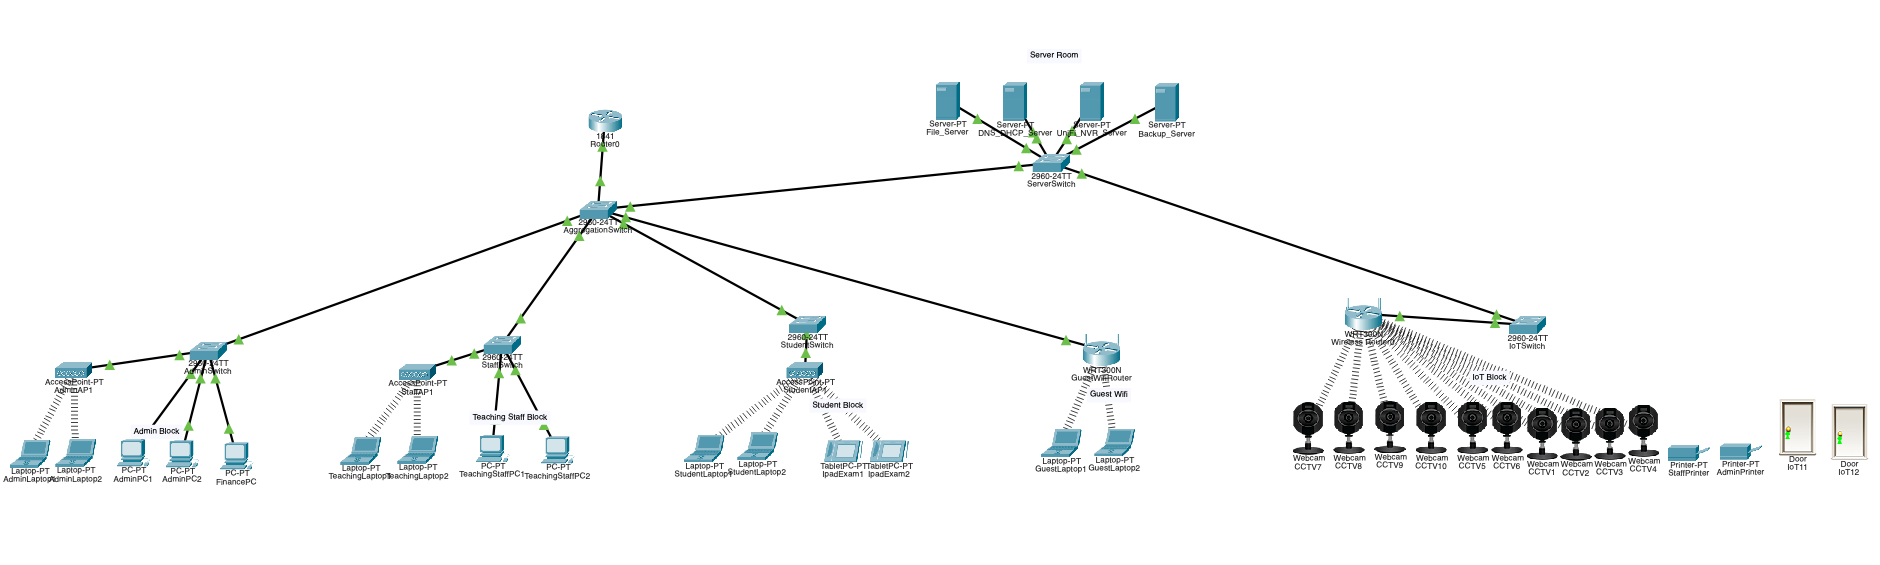 Server Room
Server-PT
File_Server
Server-PT
DNS_DHCP_Server
Server-PT
UniFi_NVR_Server
Server-PT
Backup_Server
1841
Router0
2960-24TT
ServerSwitch
2960-24TT
AggregationSwitch
2960-24TT
AdminSwitch
AccessPoint-PT
AdminAP1
Admin Block
Laptop-PT
AdminLaptop1
Laptop-PT
AdminLaptop2
PC-PT
AdminPC1
PC-PT
AdminPC2
PC-PT
FinancePC
2960-24TT
StaffSwitch
AccessPoint-PT
StaffAP1
Teaching Staff Block
Laptop-PT
TeachingLaptop1
Laptop-PT
TeachingLaptop2
PC-PT
TeachingStaffPC1
PC-PT
TeachingStaffPC2
2960-24TT
StudentSwitch
AccessPoint-PT
StudentAP1
Student Block
Laptop-PT
StudentLaptop1
Laptop-PT
StudentLaptop2
TabletPC-PT
IpadExam1
TabletPC-PT
IpadExam2
WRT300N
GuestWifiRouter
Guest Wifi
Laptop-PT
GuestLaptop1
Laptop-PT
GuestLaptop2
WRT300N
Wireless Router0
2960-24TT
IoTSwitch
IoT Block
Webcam
CCTV7
Webcam
CCTV8
Webcam
CCTV9
Webcam
CCTV10
Webcam
CCTV5
Webcam
CCTV6
Webcam
CCTV1
Webcam
CCTV2
Webcam
CCTV3
Webcam
CCTV4
Printer-PT
StaffPrinter
Printer-PT
AdminPrinter
Door
IoT11
Door
IoT12